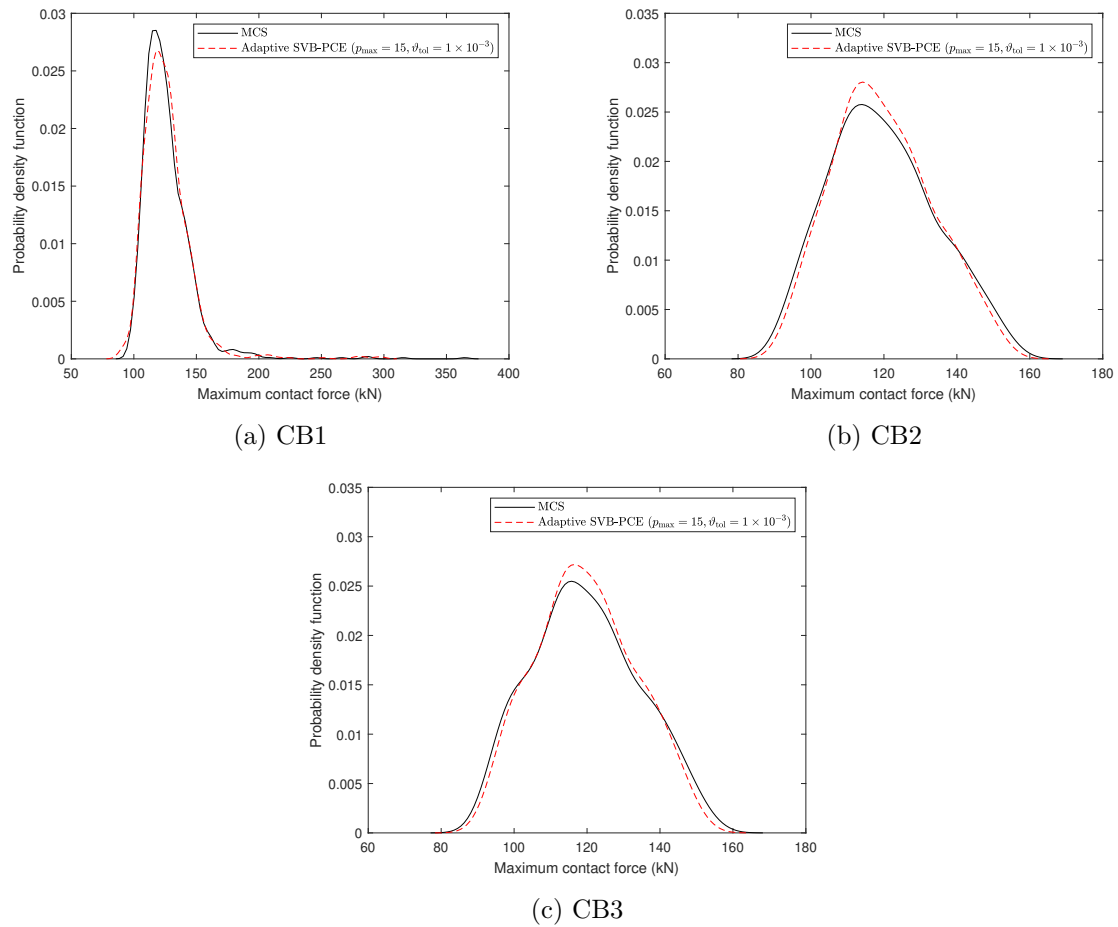 0.03
0.025
0.02
0.015
0.01
0.005
0
Probability density function
MCS
Adaptive SVB-PCE (p_max = 15, ϑ_tol = 1 × 10⁻³)
50 100 150 200 250 300 350 400
Maximum contact force (kN)
(a) CB1
0.035
0.03
0.025
0.02
0.015
0.01
0.005
0
Probability density function
MCS
Adaptive SVB-PCE (p_max = 15, ϑ_tol = 1 × 10⁻³)
60 80 100 120 140 160 180
Maximum contact force (kN)
(b) CB2
0.035
0.03
0.025
0.02
0.015
0.01
0.005
0
Probability density function
MCS
Adaptive SVB-PCE (p_max = 15, ϑ_tol = 1 × 10⁻³)
60 80 100 120 140 160 180
Maximum contact force (kN)
(c) CB3